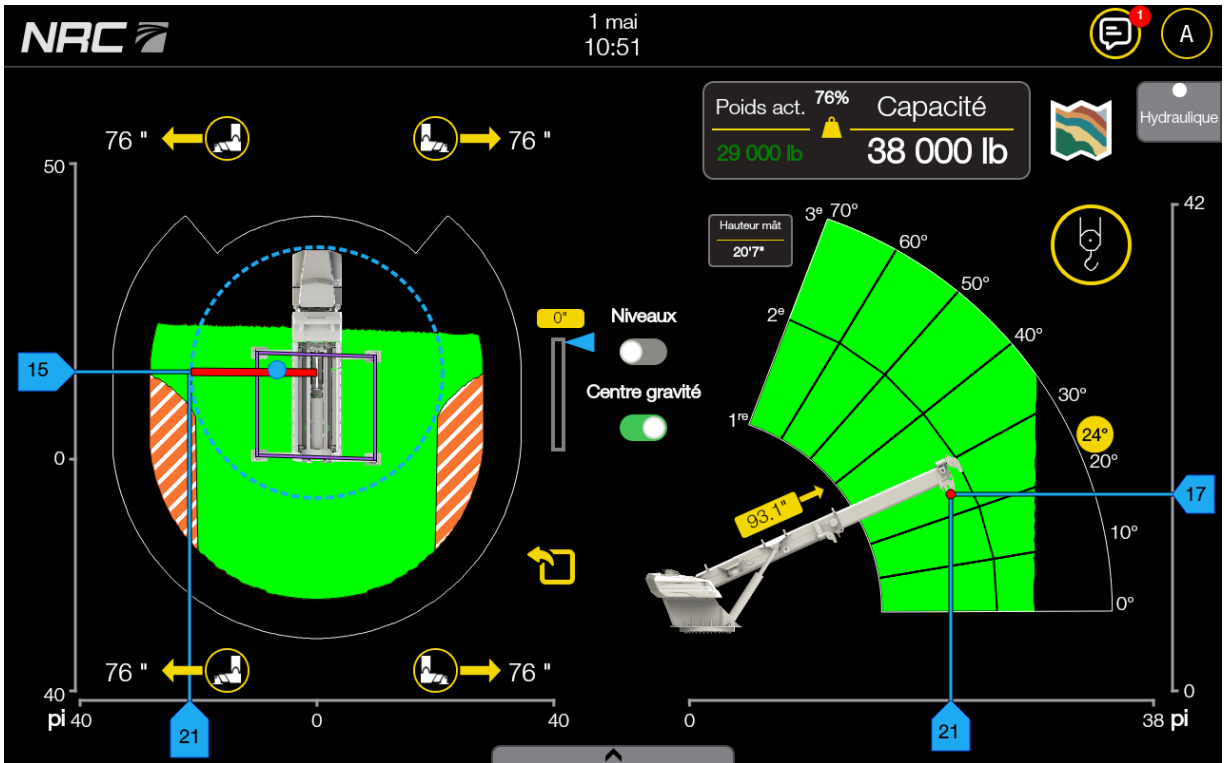 NRC
1 mai
10:51
1
A
Poids act. 76% Capacité
29 000 lb 38 000 lb
Hydraulique
76 " 76 "
50
15
0
40
pi 40 0 40
21
76 " 76 "
0"
Niveaux
Centre gravité
Hauteur mât
20'7"
3e 70°
60°
50°
2e
40°
30°
1re
24°
20°
10°
0°
93.1"
42
17
0
0 38 pi
21